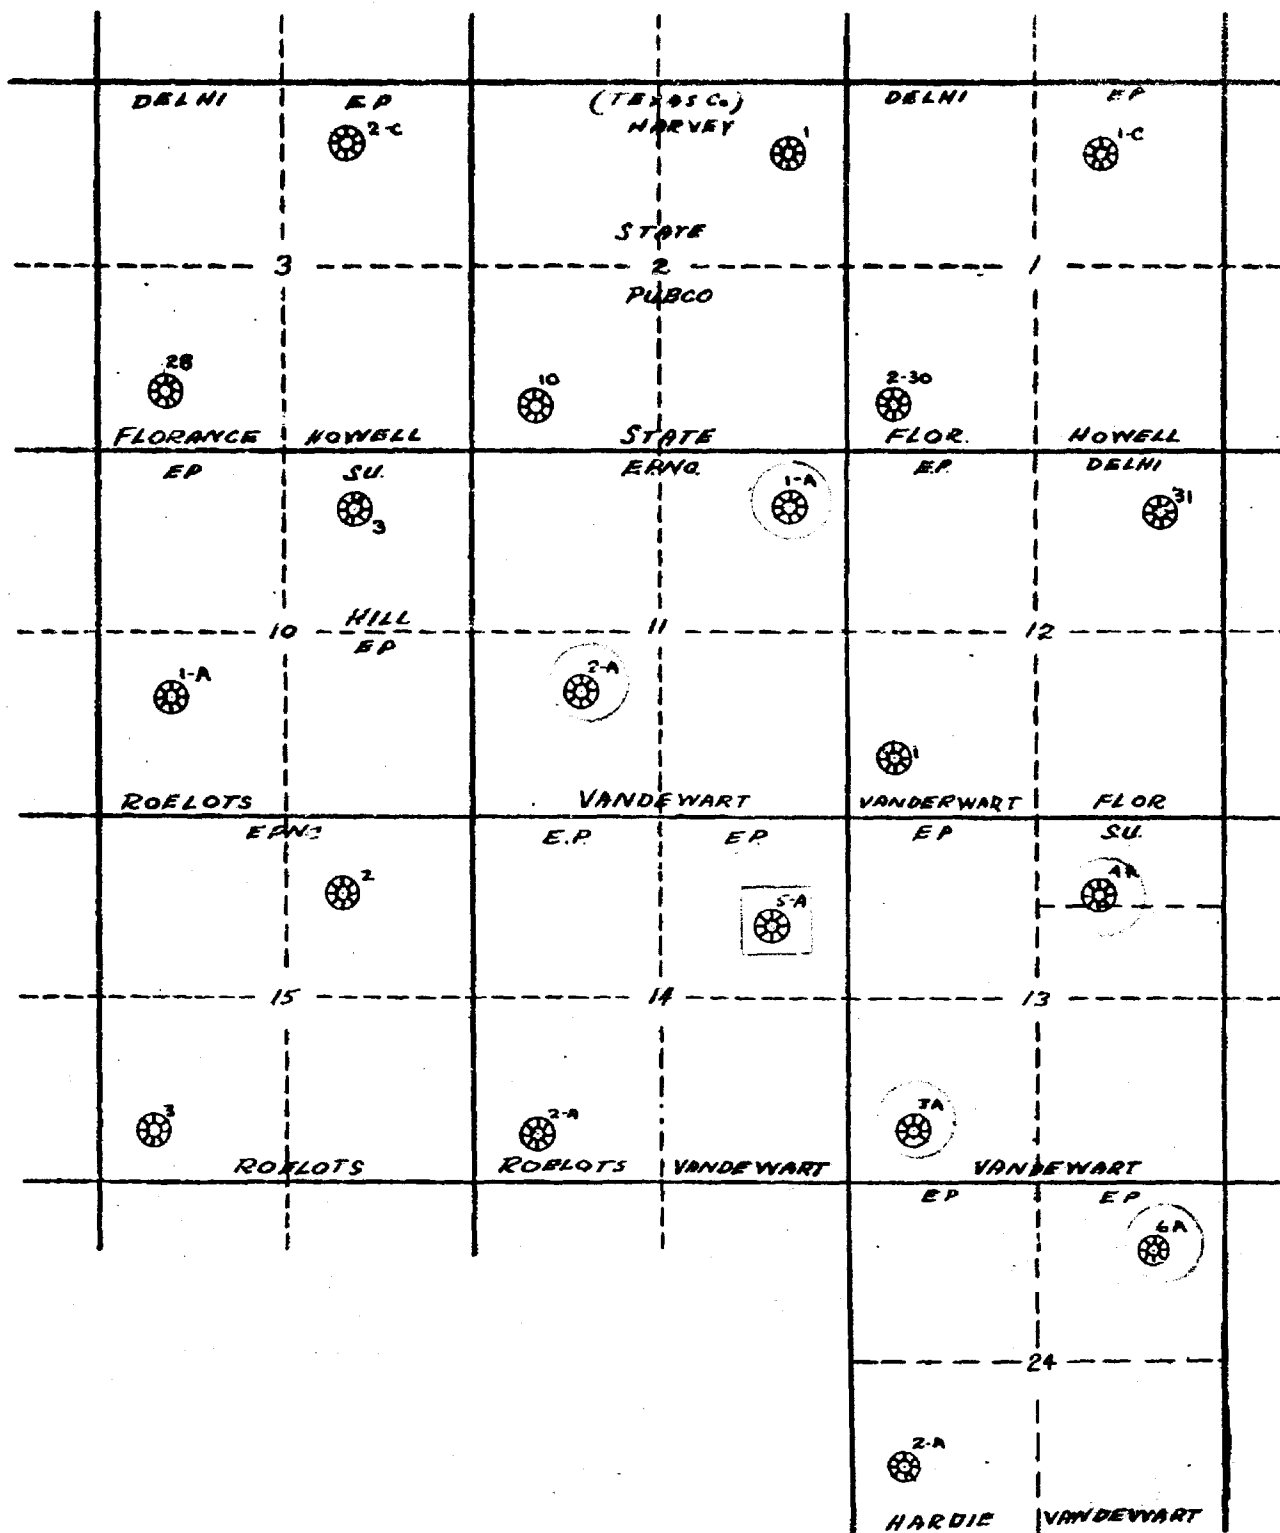 DELHI EP (TEXAS Co) DELHI EP
HARVEY
2-C 1 1-C
STATE
3 2 1
PUBCO
28 10 2-30
FLORANCE HOWELL STATE FLOR. HOWELL
EP SU. EPNG. E.P. DELHI
3 1-A 31
HILL
10 11 12
EP
1-A 2-A 1
ROELOTS VANDEWART VANDERWART FLOR
EPNG E.P. EP EP SU.
2 5-A 4A
15 14 13
3 2-A 3A
ROELOTS ROELOTS VANDEWART VANDEWART
EP EP
6A
24
2-A
HARDIE VANDEWART